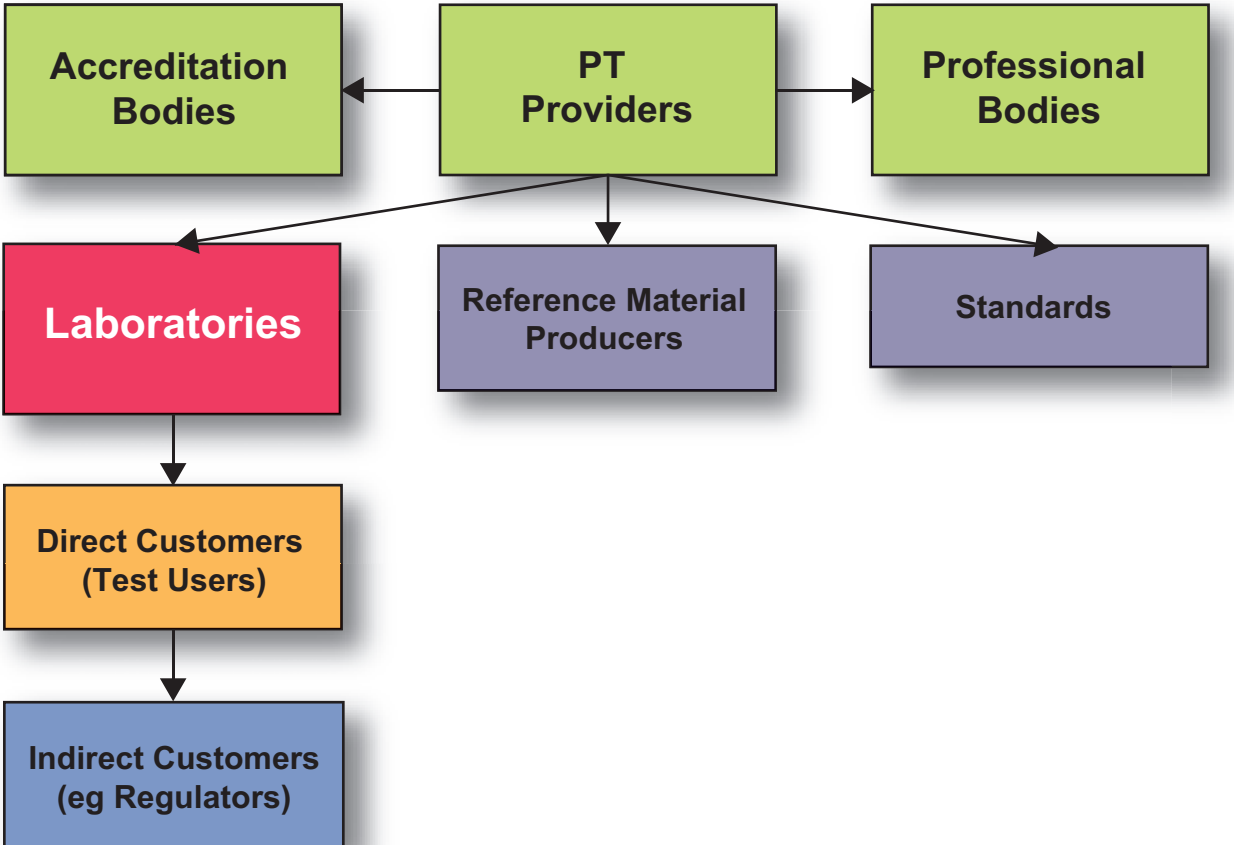 Accreditation
Bodies
PT
Providers
Professional
Bodies
Laboratories
Reference Material
Producers
Standards
Direct Customers
(Test Users)
Indirect Customers
(eg Regulators)